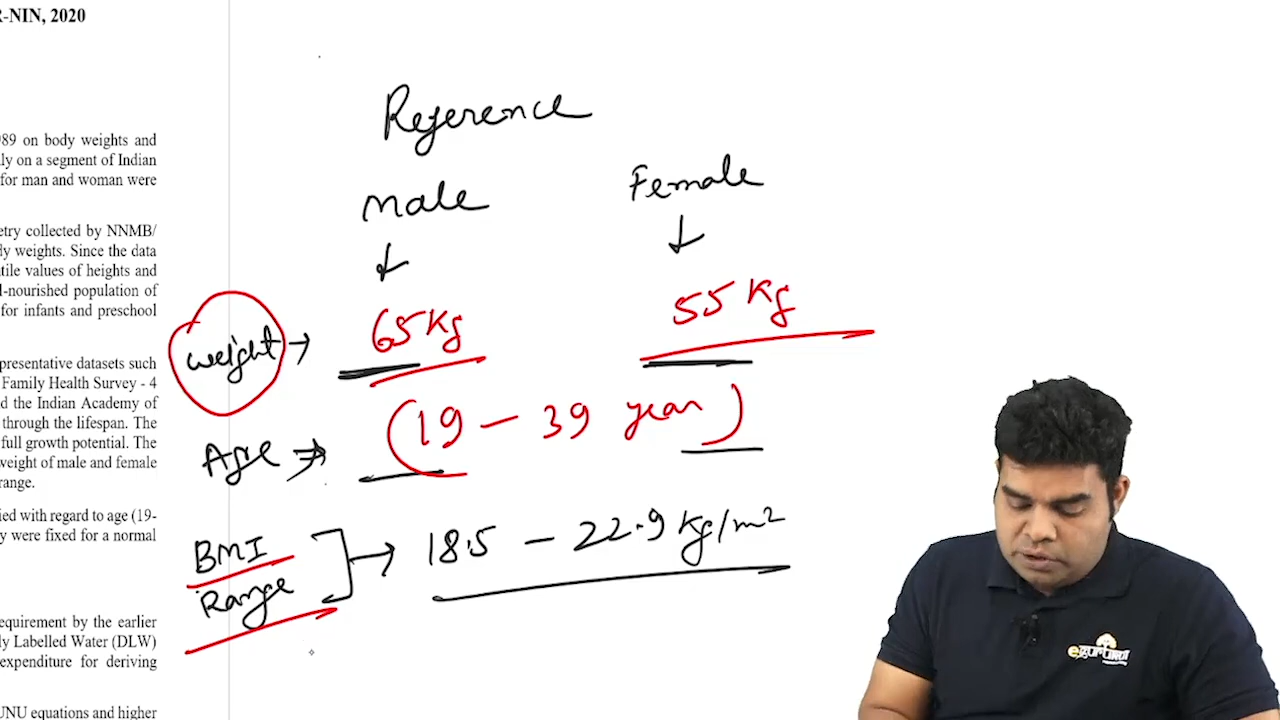 R-NIN, 2020
989 on body weights and
ly on a segment of Indian
for man and woman were
etry collected by NNMB/
dy weights. Since the data
tile values of heights and
l-nourished population of
for infants and preschool
presentative datasets such
Family Health Survey - 4
d the Indian Academy of
through the lifespan. The
full growth potential. The
weight of male and female
range.
ied with regard to age (19-
y were fixed for a normal
equirement by the earlier
ly Labelled Water (DLW)
expenditure for deriving
UNU equations and higher
Reference
male
Female
weight → 65 Kg 55 Kg
Age ⇒ (19 – 39 year)
BMI
Range → 18.5 – 22.9 Kg/m²